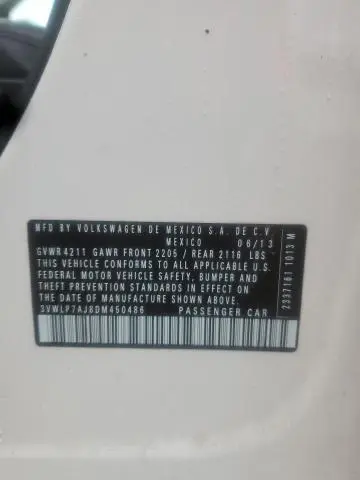 MFD BY VOLKSWAGEN DE MEXICO S.A. DE C.V
MEXICO 06/13
GVWR 4211 GAWR FRONT 2205 / REAR 2116 LBS
THIS VEHICLE CONFORMS TO ALL APPLICABLE U.S.
FEDERAL MOTOR VEHICLE SAFETY, BUMPER AND
THEFT PREVENTION STANDARDS IN EFFECT ON
THE DATE OF MANUFACTURE SHOWN ABOVE.
3VWLP7AJ8DM450486 PASSENGER CAR
2337161 1013 M